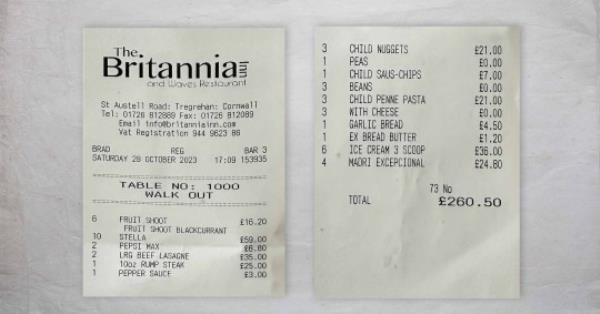 The
Britannia Inn
and Waves Restaurant
St Austell Road: Tregrehan: Cornwall
Tel: 01726 812889 Fax: 01726 812089
Email info@britanniainn.com
Vat Registration 944 9623 86
BRAD REG BAR 3
SATURDAY 28 OCTOBER 2023 17:09 153935
TABLE NO: 1000
WALK OUT
6 FRUIT SHOOT £16.20
FRUIT SHOOT BLACKCURRANT
10 STELLA £59.00
2 PEPSI MAX £6.80
2 LRG BEEF LASAGNE £35.00
1 10oz RUMP STEAK £25.00
1 PEPPER SAUCE £3.00
3 CHILD NUGGETS £21.00
1 PEAS £0.00
1 CHILD SAUS-CHIPS £7.00
3 BEANS £0.00
3 CHILD PENNE PASTA £21.00
3 WITH CHEESE £0.00
1 GARLIC BREAD £4.50
1 EX BREAD BUTTER £1.20
6 ICE CREAM 3 SCOOP £36.00
4 MADRI EXCEPCIONAL £24.80
73 No
TOTAL £260.50